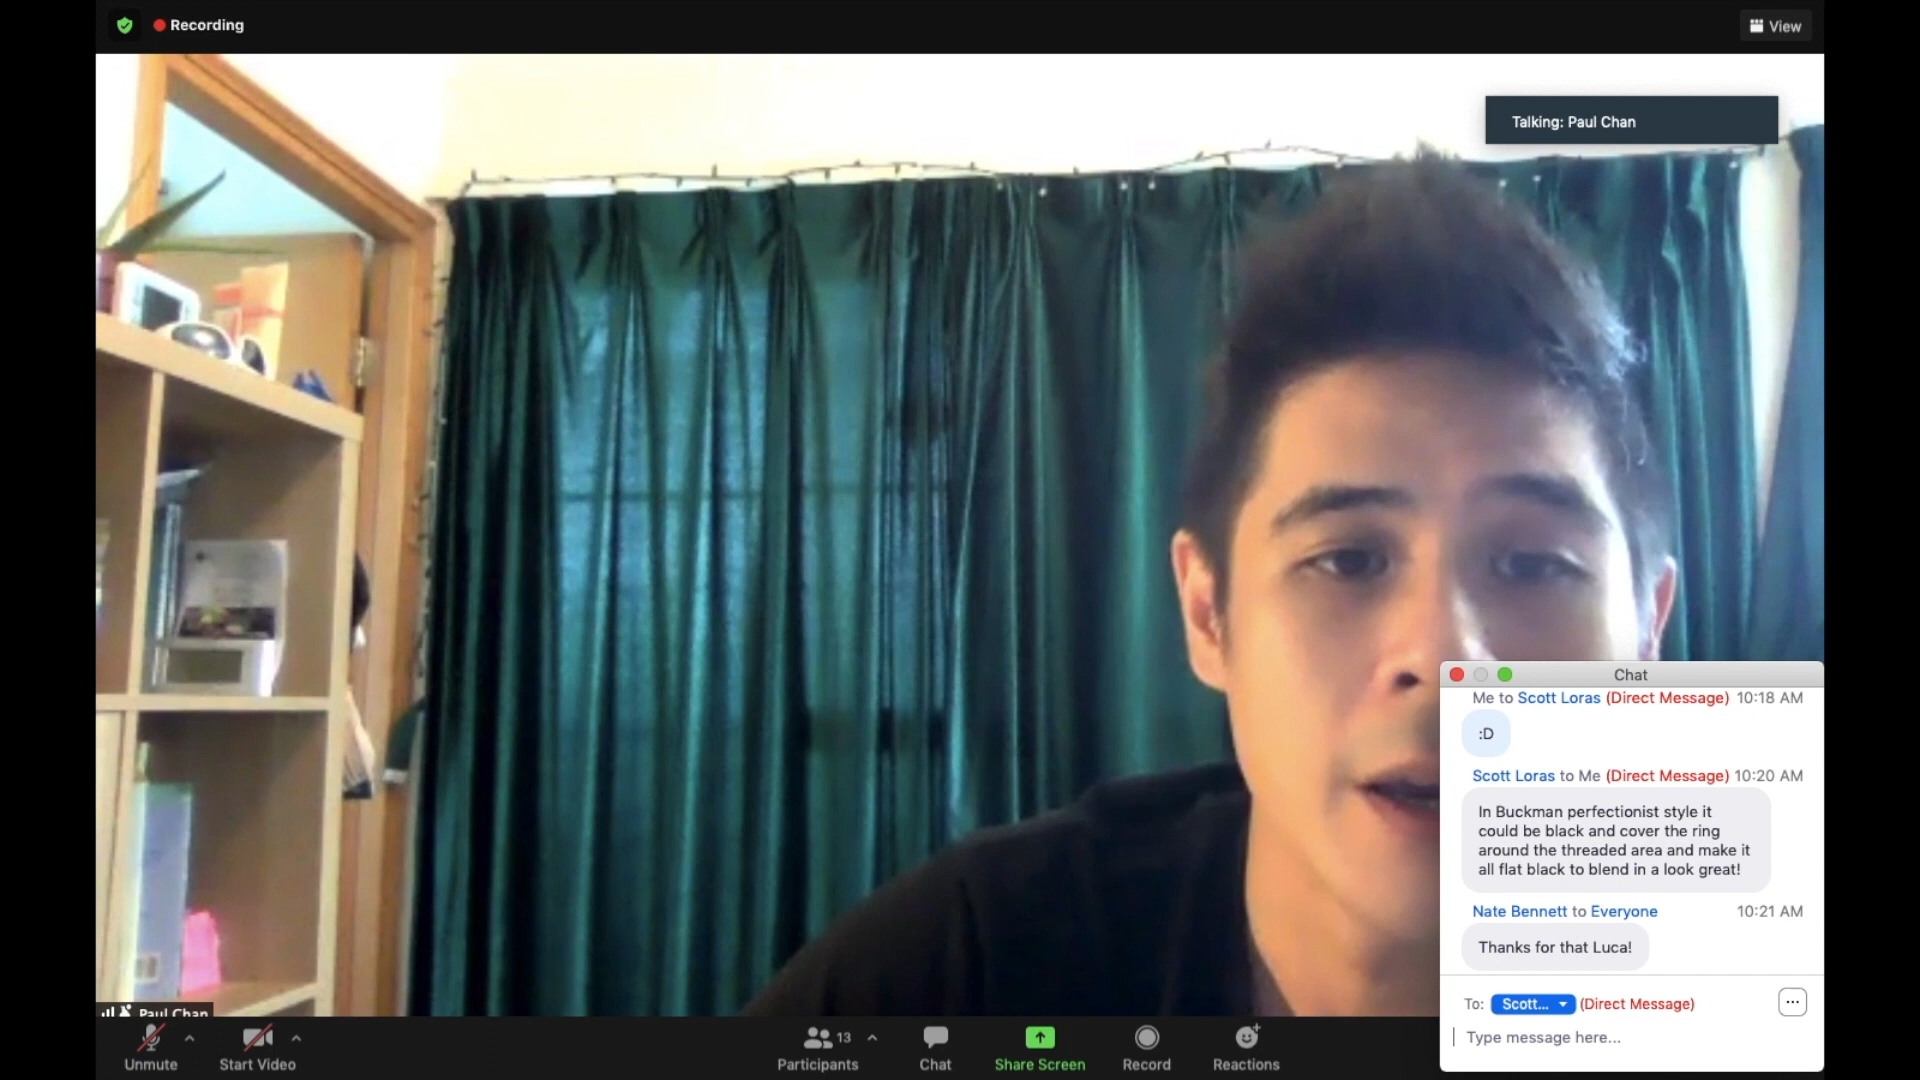 Recording
View
Talking: Paul Chan
Chat
Me to Scott Loras (Direct Message) 10:18 AM
:D
Scott Loras to Me (Direct Message) 10:20 AM
In Buckman perfectionist style it
could be black and cover the ring
around the threaded area and make it
all flat black to blend in a look great!
Nate Bennett to Everyone 10:21 AM
Thanks for that Luca!
To: Scott... (Direct Message)
Type message here...
Paul Chan
Unmute
Start Video
13
Participants
Chat
Share Screen
Record
Reactions